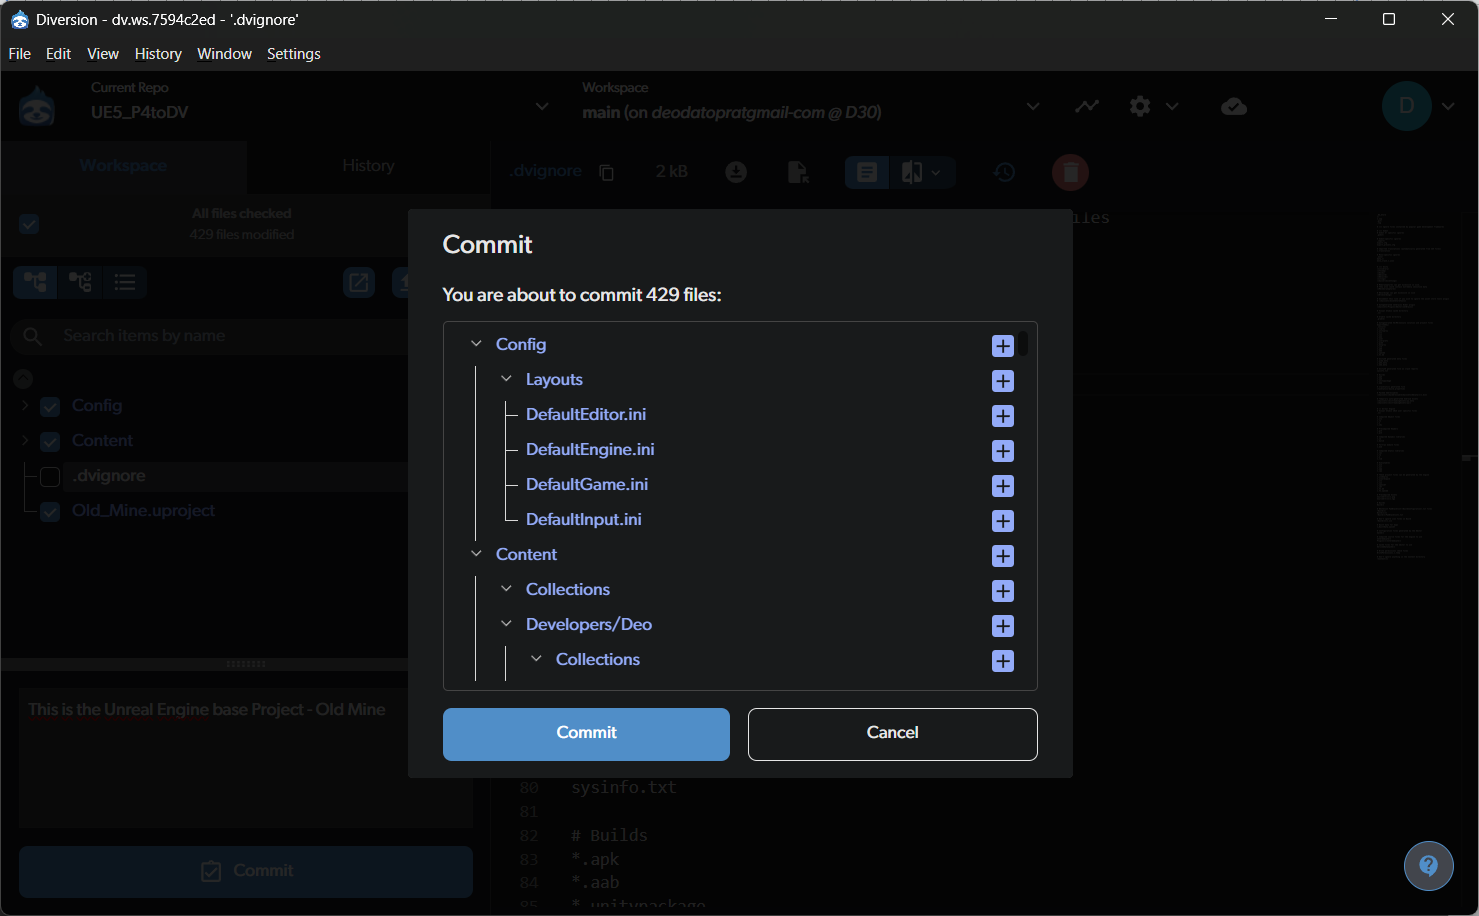 Diversion - dv.ws.7594c2ed - '.dvignore'
File Edit View History Window Settings
Current Repo
UE5_P4toDV
Workspace
main (on deodatopratgmail-com @ D30)
D
Workspace
History
.dvignore
2 kB
All files checked
429 files modified
Search items by name
Config
Content
.dvignore
Old_Mine.uproject
This is the Unreal Engine base Project - Old Mine
Commit
Commit
You are about to commit 429 files:
Config
Layouts
DefaultEditor.ini
DefaultEngine.ini
DefaultGame.ini
DefaultInput.ini
Content
Collections
Developers/Deo
Collections
Commit
Cancel
80 sysinfo.txt
81
82 # Builds
83 *.apk
84 *.aab
85 *.unitypackage